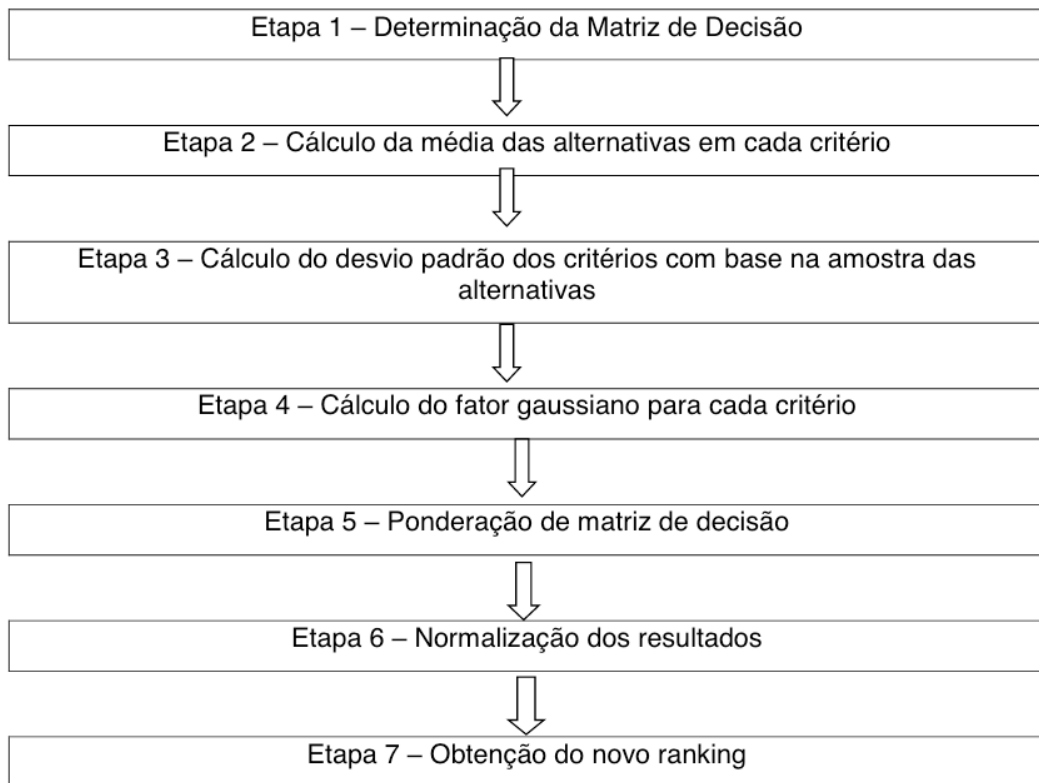 Etapa 1 – Determinação da Matriz de Decisão
Etapa 2 – Cálculo da média das alternativas em cada critério
Etapa 3 – Cálculo do desvio padrão dos critérios com base na amostra das
alternativas
Etapa 4 – Cálculo do fator gaussiano para cada critério
Etapa 5 – Ponderação de matriz de decisão
Etapa 6 – Normalização dos resultados
Etapa 7 – Obtenção do novo ranking